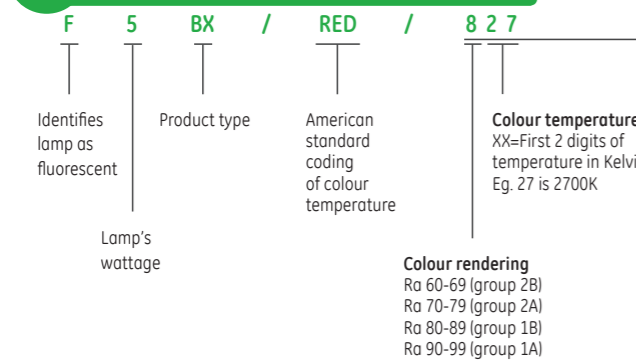 F 5 BX / RED / 8 2 7
Identifies
lamp as
fluorescent
Product type
American
standard
coding
of colour
temperature
Colour temperature
XX=First 2 digits of
temperature in Kelvi
Eg. 27 is 2700K
Lamp's
wattage
Colour rendering
Ra 60-69 (group 2B)
Ra 70-79 (group 2A)
Ra 80-89 (group 1B)
Ra 90-99 (group 1A)